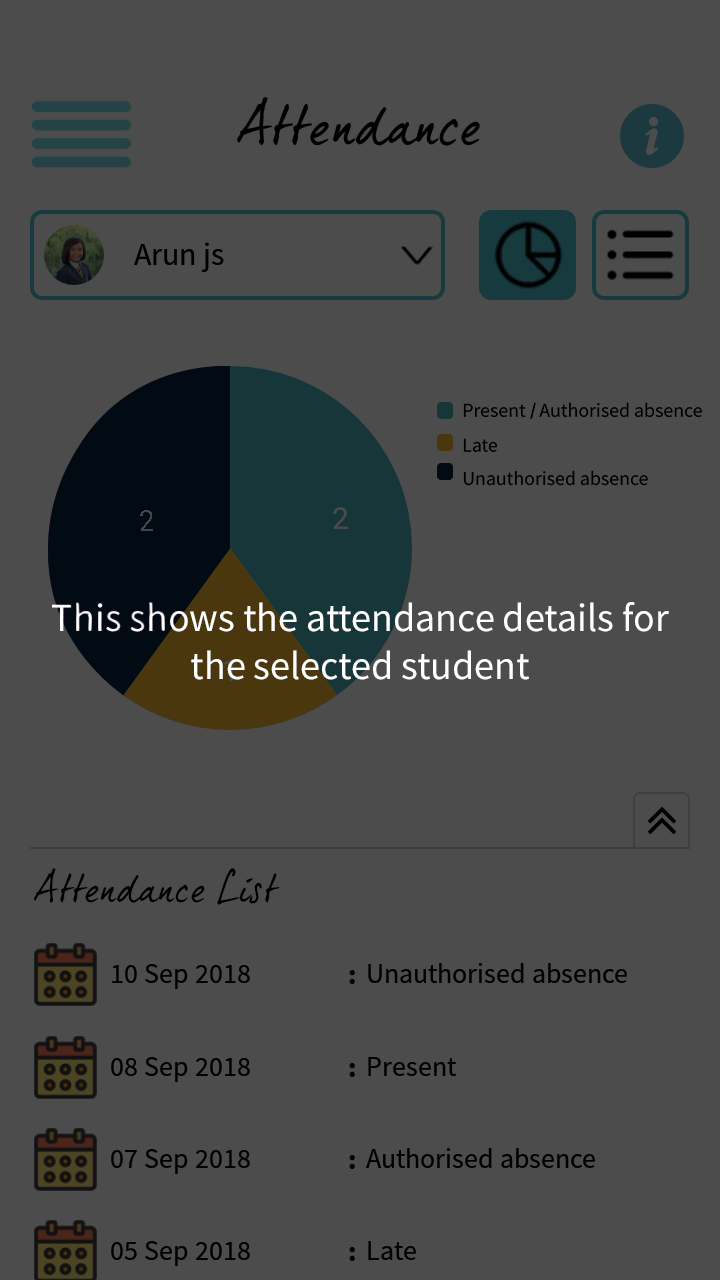 Attendance
i
Arun js
Present / Authorised absence
Late
Unauthorised absence
2
2
This shows the attendance details for
the selected student
Attendance List
10 Sep 2018 : Unauthorised absence
08 Sep 2018 : Present
07 Sep 2018 : Authorised absence
05 Sep 2018 : Late